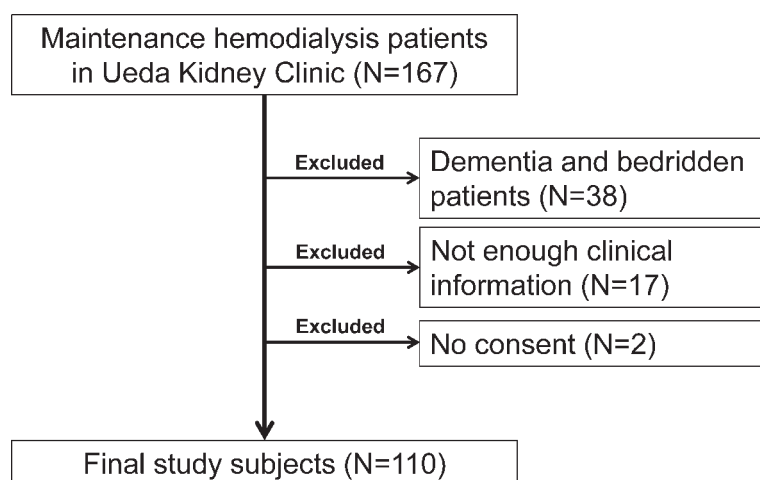 Maintenance hemodialysis patients
in Ueda Kidney Clinic (N=167)
Excluded
Dementia and bedridden
patients (N=38)
Excluded
Not enough clinical
information (N=17)
Excluded
No consent (N=2)
Final study subjects (N=110)